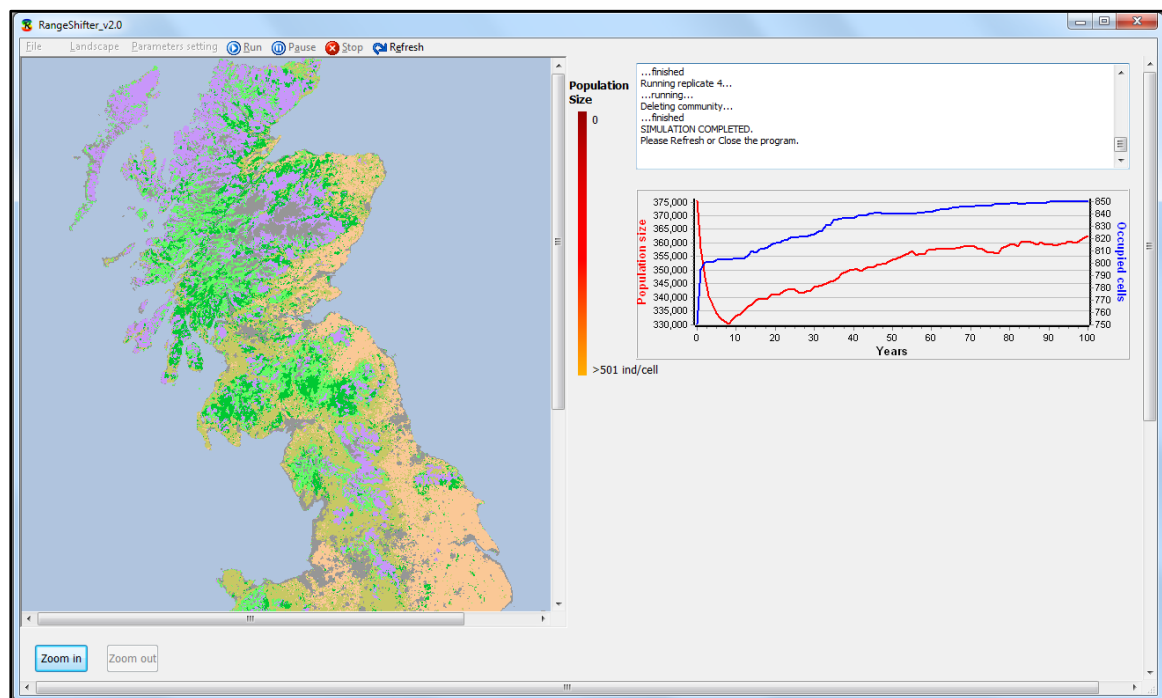 RangeShifter_v2.0
File Landscape Parameters setting Run Pause Stop Refresh
Population
Size
0
>501 ind/cell
...finished
Running replicate 4...
...running...
Deleting community...
...finished
SIMULATION COMPLETED.
Please Refresh or Close the program.
Population size
375,000
370,000
365,000
360,000
355,000
350,000
345,000
340,000
335,000
330,000
850
840
830
820
810
800
790
780
770
760
750
Occupied cells
0 10 20 30 40 50 60 70 80 90 100
Years
Zoom in Zoom out